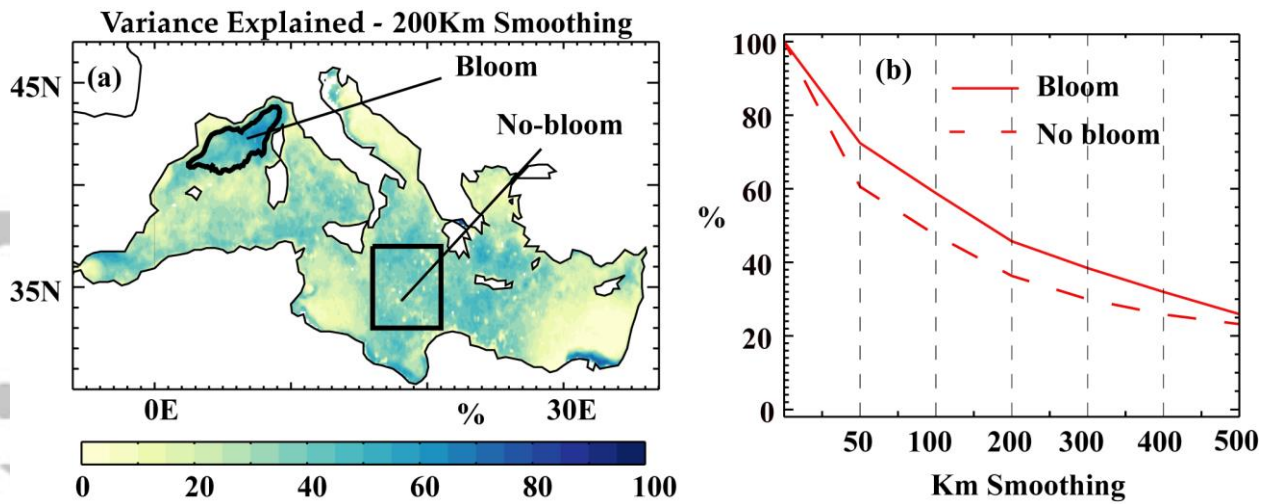 Variance Explained - 200Km Smoothing
(a)
Bloom
No-bloom
45N
35N
0E
%
30E
0 20 40 60 80 100
(b)
Bloom
No bloom
100
80
60
40
20
0
%
50 100 200 300 400 500
Km Smoothing